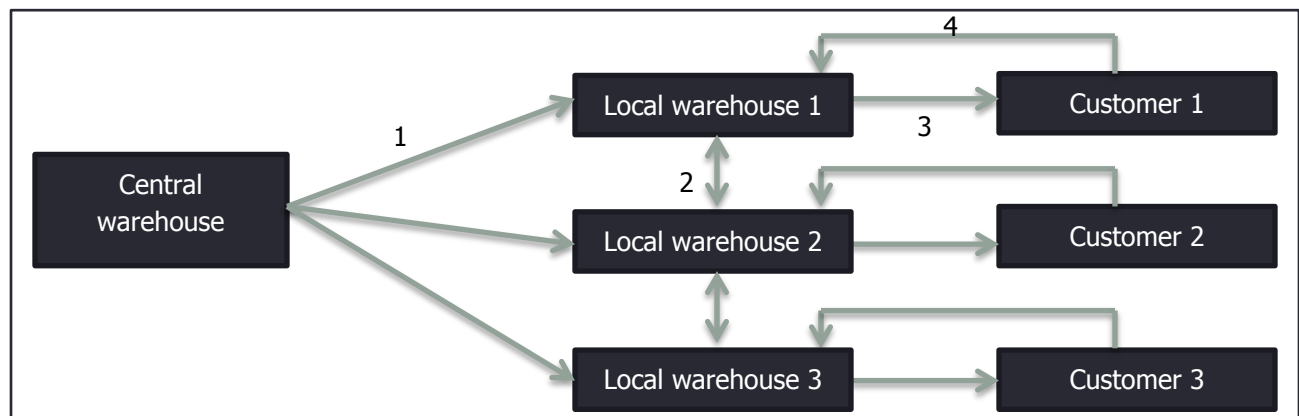 4
Local warehouse 1
Customer 1
1
3
Central
warehouse
2
Local warehouse 2
Customer 2
Local warehouse 3
Customer 3